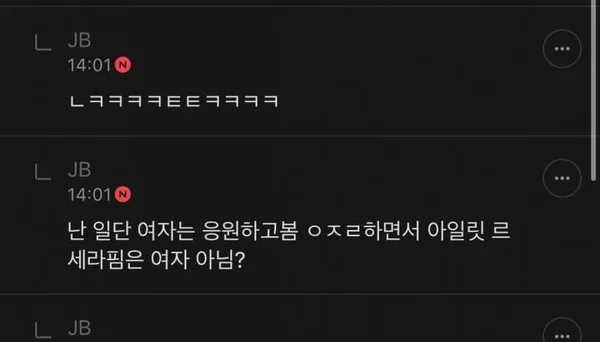 JB
14:01 N
ㄴㅋㅋㅋㅋㅌㅌㅋㅋㅋㅋ
JB
14:01 N
난 일단 여자는 응원하고봄 ㅇㅈㄹ하면서 아일릿 르
세라핌은 여자 아님?
JB